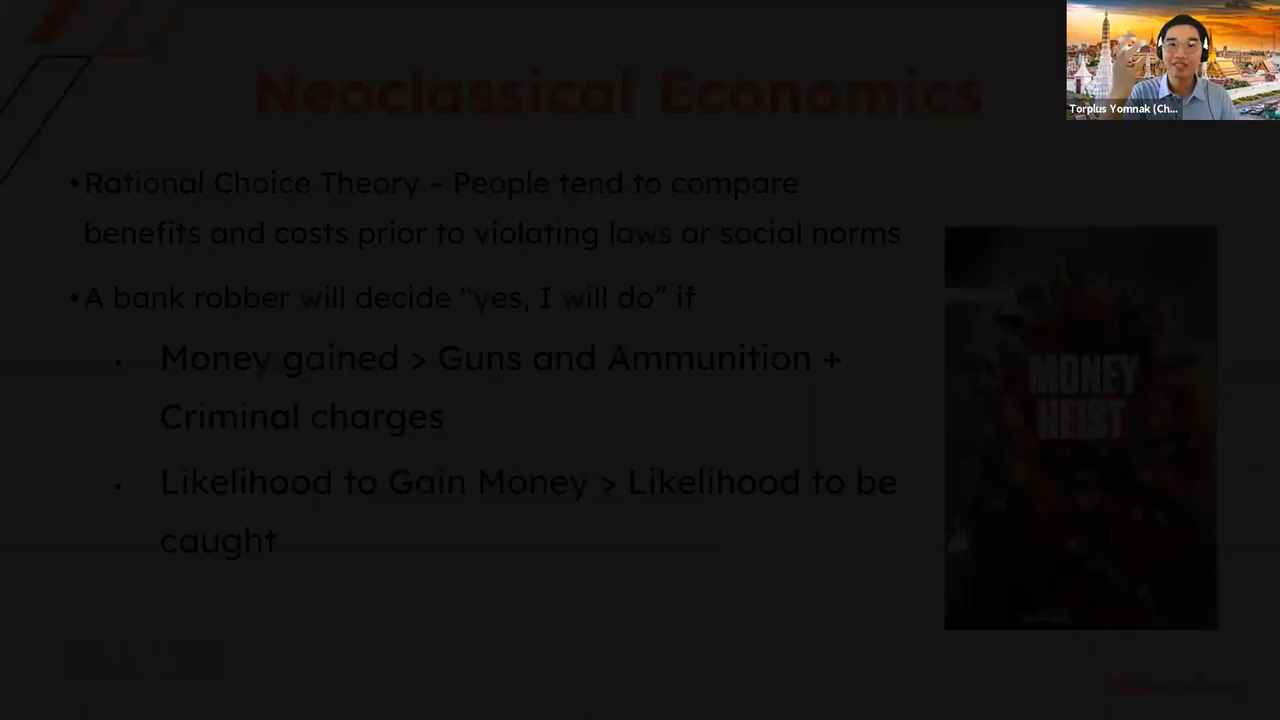 Torplus Yomnak (Ch...
Neoclassical Economics
• Rational Choice Theory – People tend to compare
benefits and costs prior to violating laws or social norms
• A bank robber will decide “yes, I will do” if
▪ Money gained > Guns and Ammunition +
Criminal charges
▪ Likelihood to Gain Money > Likelihood to be
caught
MONEY
HEIST